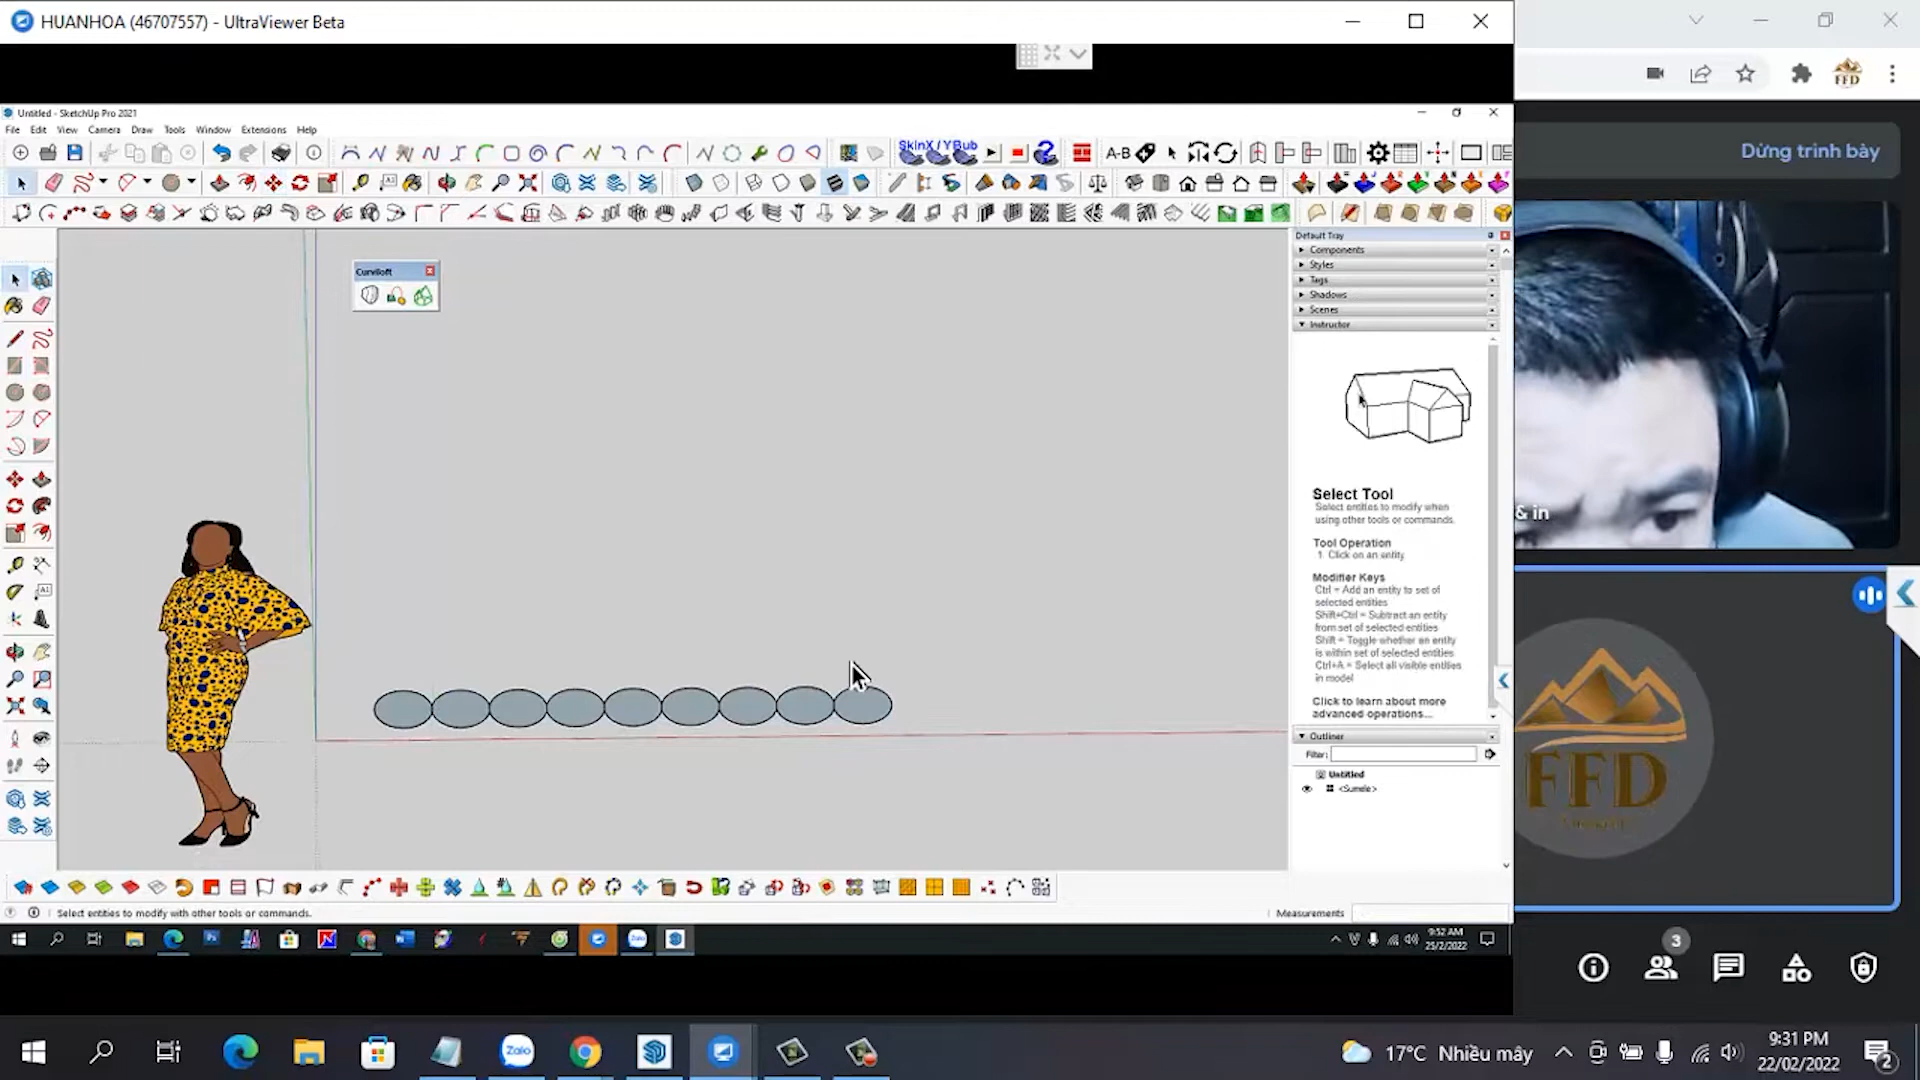 HUANHOA (46707557) - UltraViewer Beta
Untitled - SketchUp Pro 2021
File Edit View Camera Draw Tools Window Extensions Help
SkinX / YBub
A-B
Dừng trình bày
Curviloft
Default Tray
Components
Styles
Tags
Shadows
Scenes
Instructor
Select Tool
Select entities to modify when
using other tools or commands.
Tool Operation
1. Click on an entity.
Modifier Keys
Ctrl = Add an entity to set of
selected entities
Shift+Ctrl = Subtract an entity
from set of selected entities
Shift = Toggle whether an entity
is within set of selected entities
Ctrl+A = Select all visible entities
in model
Click to learn about more
advanced operations...
Outliner
Filter:
Untitled
<Sumele>
& in
FFD
FFD
Select entities to modify with other tools or commands.
Measurements
9:52 AM
25/2/2022
3
Zalo
17°C Nhiều mây
9:31 PM
22/02/2022
2